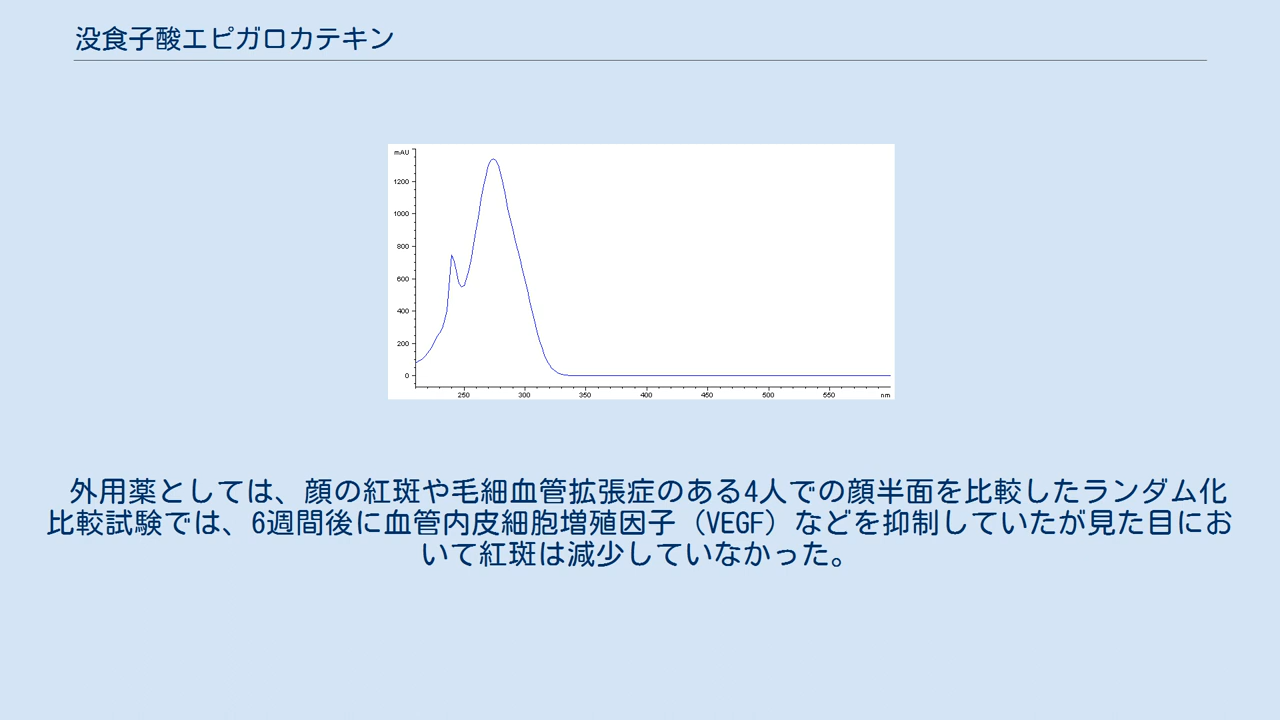 没食子酸エピガロカテキン
mAU
1200
1000
800
600
400
200
0
250 300 350 400 450 500 550 nm
外用薬としては、顔の紅斑や毛細血管拡張症のある4人での顔半面を比較したランダム化
比較試験では、6週間後に血管内皮細胞増殖因子（VEGF）などを抑制していたが見た目にお
いて紅斑は減少していなかった。